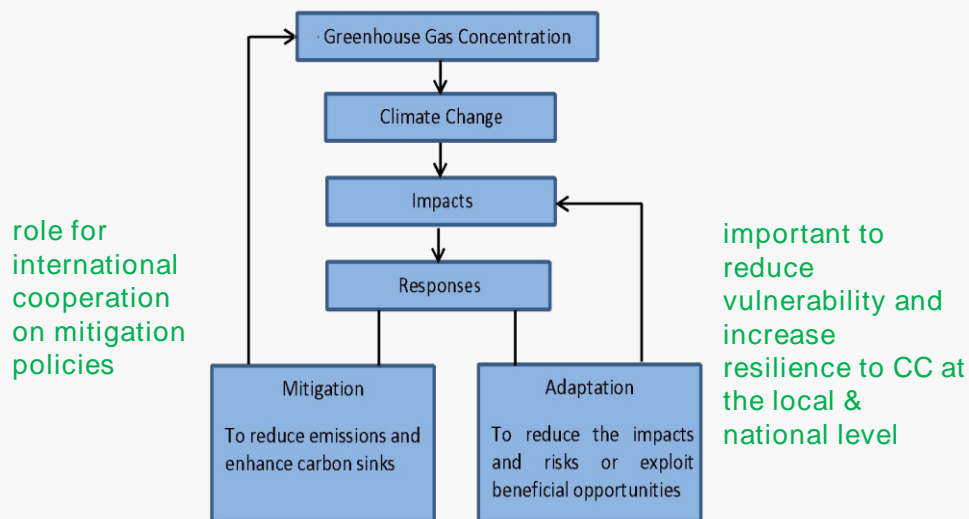 Greenhouse Gas Concentration
Climate Change
Impacts
Responses
role for
international
cooperation
on mitigation
policies
important to
reduce
vulnerability and
increase
resilience to CC at
the local &
national level
Mitigation
To reduce emissions and
enhance carbon sinks
Adaptation
To reduce the impacts
and risks or exploit
beneficial opportunities